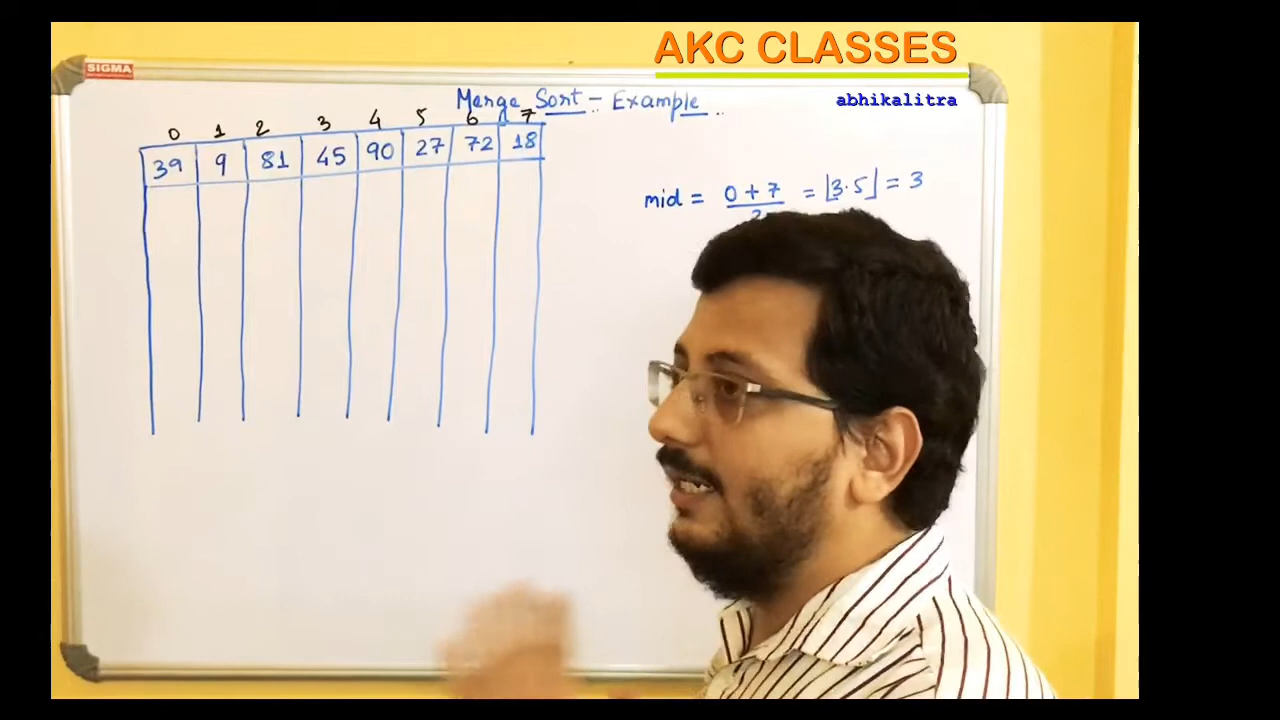 AKC CLASSES
SIGMA
abhikalitra
Merge Sort - Example
0 1 2 3 4 5 6 7
39 9 81 45 90 27 72 18
mid = 0 + 7 = ⌊3.5⌋ = 3
2